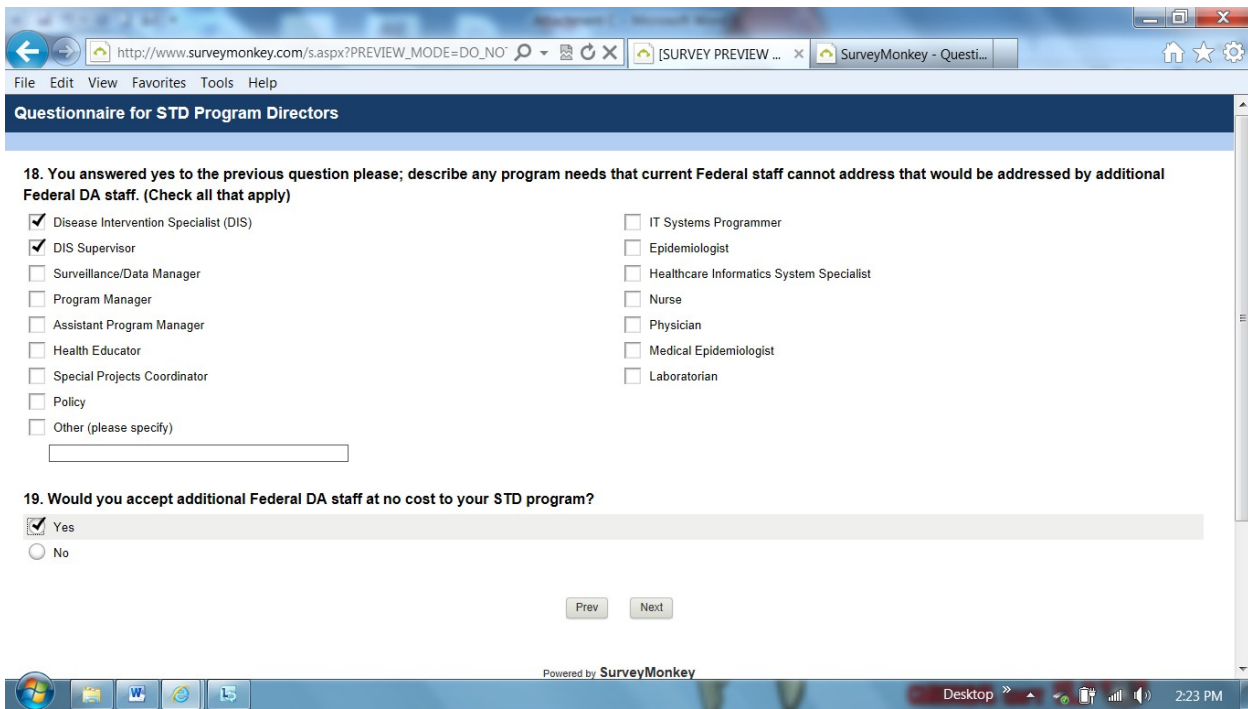 http://www.surveymonkey.com/s.aspx?PREVIEW_MODE=DO_NO
[SURVEY PREVIEW ...
SurveyMonkey - Questi...
File Edit View Favorites Tools Help
Questionnaire for STD Program Directors
18. You answered yes to the previous question please; describe any program needs that current Federal staff cannot address that would be addressed by additional
Federal DA staff. (Check all that apply)
Disease Intervention Specialist (DIS)
DIS Supervisor
Surveillance/Data Manager
Program Manager
Assistant Program Manager
Health Educator
Special Projects Coordinator
Policy
Other (please specify)
IT Systems Programmer
Epidemiologist
Healthcare Informatics System Specialist
Nurse
Physician
Medical Epidemiologist
Laboratorian
19. Would you accept additional Federal DA staff at no cost to your STD program?
Yes
No
Prev Next
Powered by SurveyMonkey
Desktop 2:23 PM